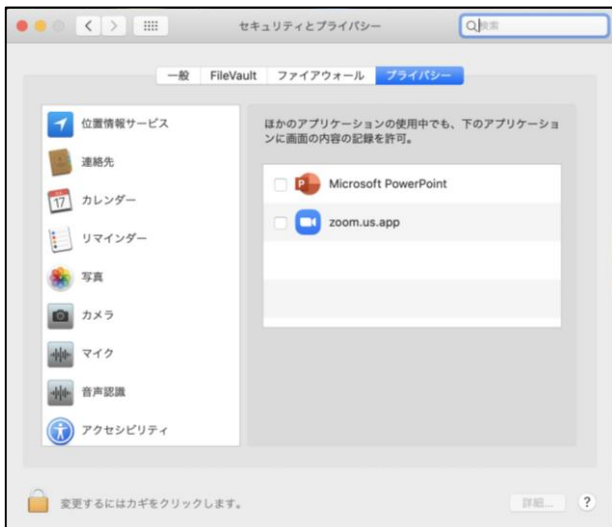 セキュリティとプライバシー
検索
一般
FileVault
ファイアウォール
プライバシー
位置情報サービス
連絡先
カレンダー
リマインダー
写真
カメラ
マイク
音声認識
アクセシビリティ
ほかのアプリケーションの使用中でも、下のアプリケーショ
ンに画面の内容の記録を許可。
Microsoft PowerPoint
zoom.us.app
変更するにはカギをクリックします。
詳細...
?